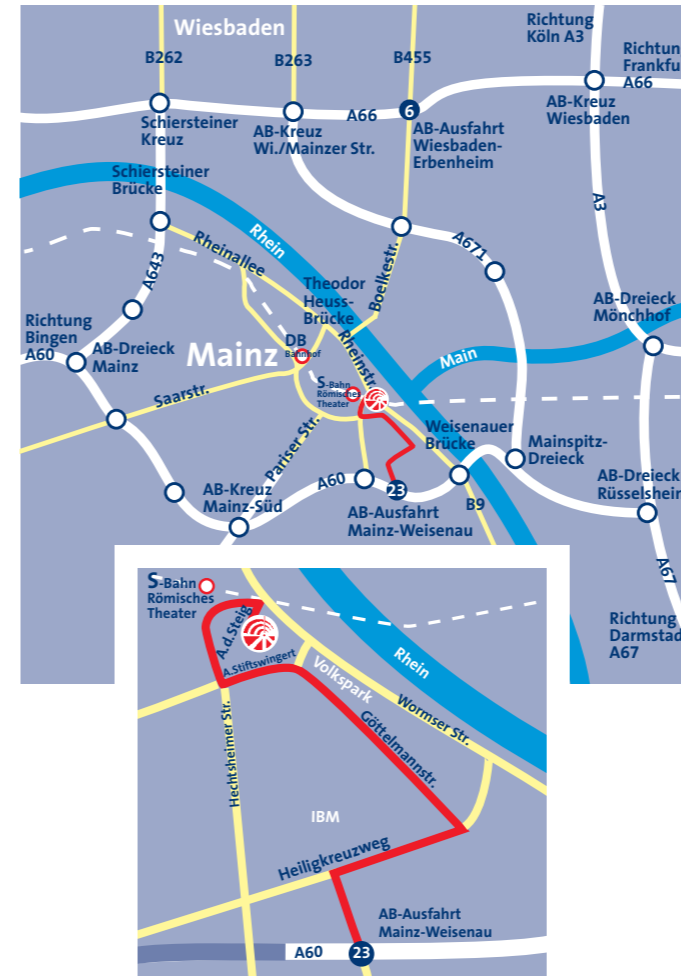 Wiesbaden
Richtung
Köln A3
B262
B263
B455
Richtun
Frankfu
A66
A66
6
Schiersteiner
Kreuz
AB-Kreuz
Wi./Mainzer Str.
AB-Ausfahrt
Wiesbaden-
Erbenheim
AB-Kreuz
Wiesbaden
Schiersteiner
Brücke
A3
Rheinallee
Rhein
A643
A671
Boelkestr.
Theodor
Heuss-
Brücke
AB-Dreieck
Mönchhof
Richtung
Bingen
A60
AB-Dreieck
Mainz
Mainz
DB
Bahnhof
Rheinstr.
Main
S-Bahn
Römisches
Theater
Saarstr.
Pariser Str.
Weisenauer
Brücke
Mainspitz-
Dreieck
AB-Kreuz
Mainz-Süd
A60
23
AB-Ausfahrt
Mainz-Weisenau
B9
AB-Dreieck
Rüsselshein
A67
Richtung
Darmstad
A67
S-Bahn
Römisches
Theater
A.d.Steig
A.Stiftswingert
Volkspark
Rhein
Wormser Str.
Göttelmannstr.
Hechtsheimer Str.
IBM
Heiligkreuzweg
AB-Ausfahrt
Mainz-Weisenau
A60
23